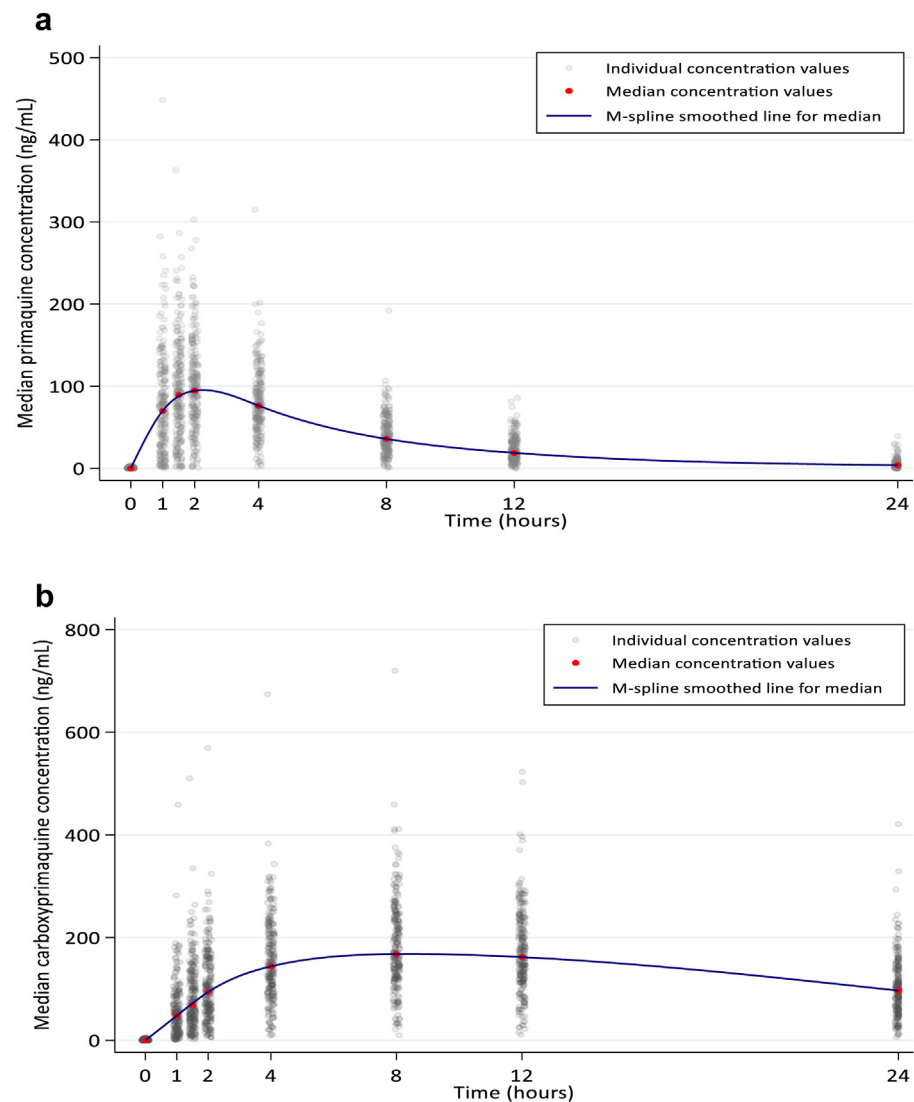 a
500
400
300
200
100
0
Median primaquine concentration (ng/mL)
Individual concentration values
Median concentration values
M-spline smoothed line for median
0 1 2 4 8 12 24
Time (hours)
b
800
600
400
200
0
Median carboxyprimaquine concentration (ng/mL)
Individual concentration values
Median concentration values
M-spline smoothed line for median
0 1 2 4 8 12 24
Time (hours)